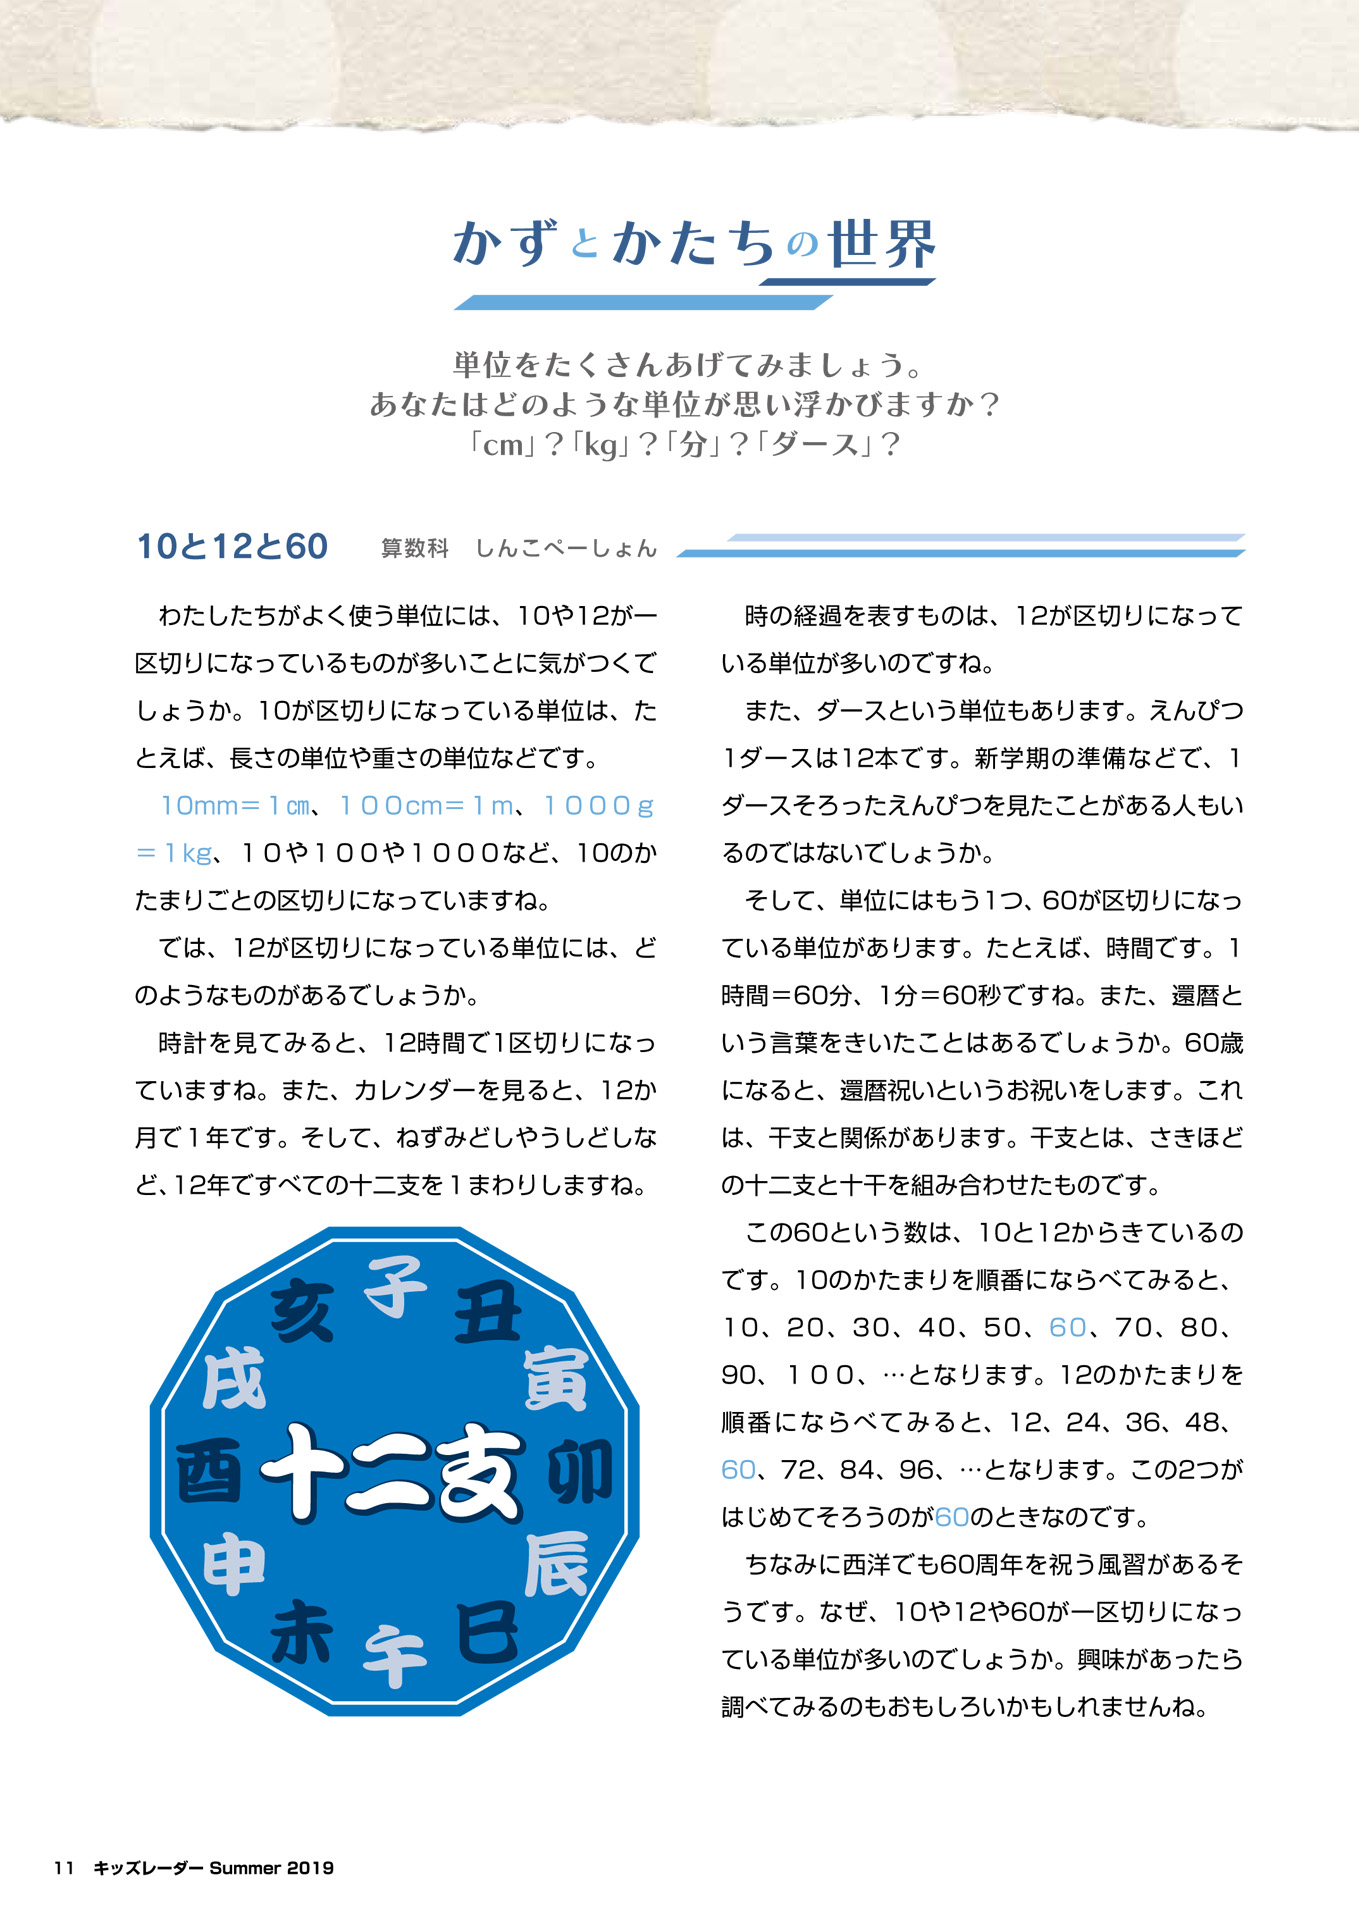 かずとかたちの世界
単位をたくさんあげてみましょう。
あなたはどのような単位が思い浮かびますか？
「cm」？「kg」？「分」？「ダース」？
10と12と60　算数科　しんこぺーしょん
わたしたちがよく使う単位には、10や12が一
区切りになっているものが多いことに気がつくで
しょうか。10が区切りになっている単位は、た
とえば、長さの単位や重さの単位などです。
10mm＝１㎝、１００cm＝１m、１０００g
＝１kg、１０や１００や１０００など、10のか
たまりごとの区切りになっていますね。
では、12が区切りになっている単位には、ど
のようなものがあるでしょうか。
時計を見てみると、12時間で1区切りになっ
ていますね。また、カレンダーを見ると、12か
月で１年です。そして、ねずみどしやうしどしな
ど、12年ですべての十二支を１まわりしますね。
子
丑
寅
卯
辰
巳
午
未
申
酉
戌
亥
十二支
時の経過を表すものは、12が区切りになって
いる単位が多いのですね。
また、ダースという単位もあります。えんぴつ
1ダースは12本です。新学期の準備などで、1
ダースそろったえんぴつを見たことがある人もい
るのではないでしょうか。
そして、単位にはもう1つ、60が区切りになっ
ている単位があります。たとえば、時間です。1
時間＝60分、1分＝60秒ですね。また、還暦と
いう言葉をきいたことはあるでしょうか。60歳
になると、還暦祝いというお祝いをします。これ
は、干支と関係があります。干支とは、さきほど
の十二支と十干を組み合わせたものです。
この60という数は、10と12からきているの
です。10のかたまりを順番にならべてみると、
10、20、30、40、50、60、70、80、
90、１００、…となります。12のかたまりを
順番にならべてみると、12、24、36、48、
60、72、84、96、…となります。この2つが
はじめてそろうのが60のときなのです。
ちなみに西洋でも60周年を祝う風習があるそ
うです。なぜ、10や12や60が一区切りになっ
ている単位が多いのでしょうか。興味があったら
調べてみるのもおもしろいかもしれませんね。
11　キッズレーダー Summer 2019